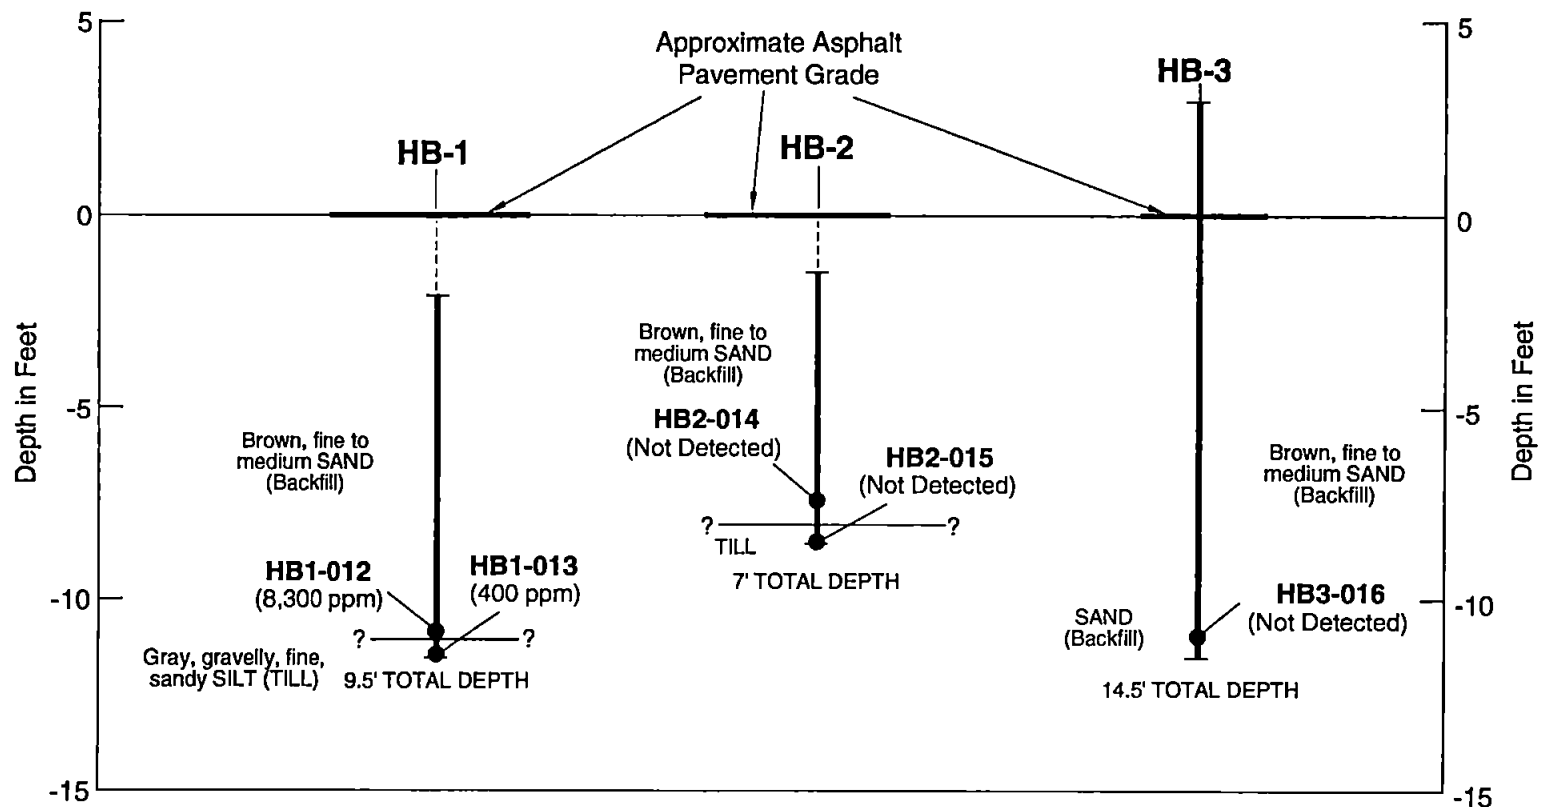 5
Approximate Asphalt
Pavement Grade
5
HB-1
HB-2
HB-3
0
0
Depth in Feet
Depth in Feet
-5
-5
Brown, fine to
medium SAND
(Backfill)
HB1-012
(8,300 ppm)
HB1-013
(400 ppm)
? ?
Gray, gravelly, fine,
sandy SILT (TILL)
9.5' TOTAL DEPTH
Brown, fine to
medium SAND
(Backfill)
HB2-014
(Not Detected)
HB2-015
(Not Detected)
? ?
TILL
7' TOTAL DEPTH
Brown, fine to
medium SAND
(Backfill)
SAND
(Backfill)
HB3-016
(Not Detected)
14.5' TOTAL DEPTH
-10
-10
-15
-15